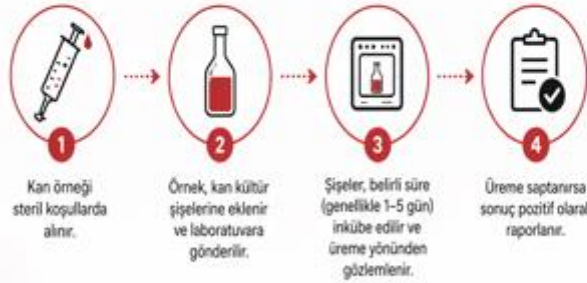 1
Kan örneği
steril koşullarda
alınır.
2
Örnek, kan kültür
şişelerine eklenir
ve laboratuvara
gönderilir.
3
Şişeler, belirli süre
(genellikle 1-5 gün)
inkübe edilir ve
üreme yönünden
gözlemlenir.
4
Üreme saptanırsa
sonuç pozitif olarak
raporlanır.